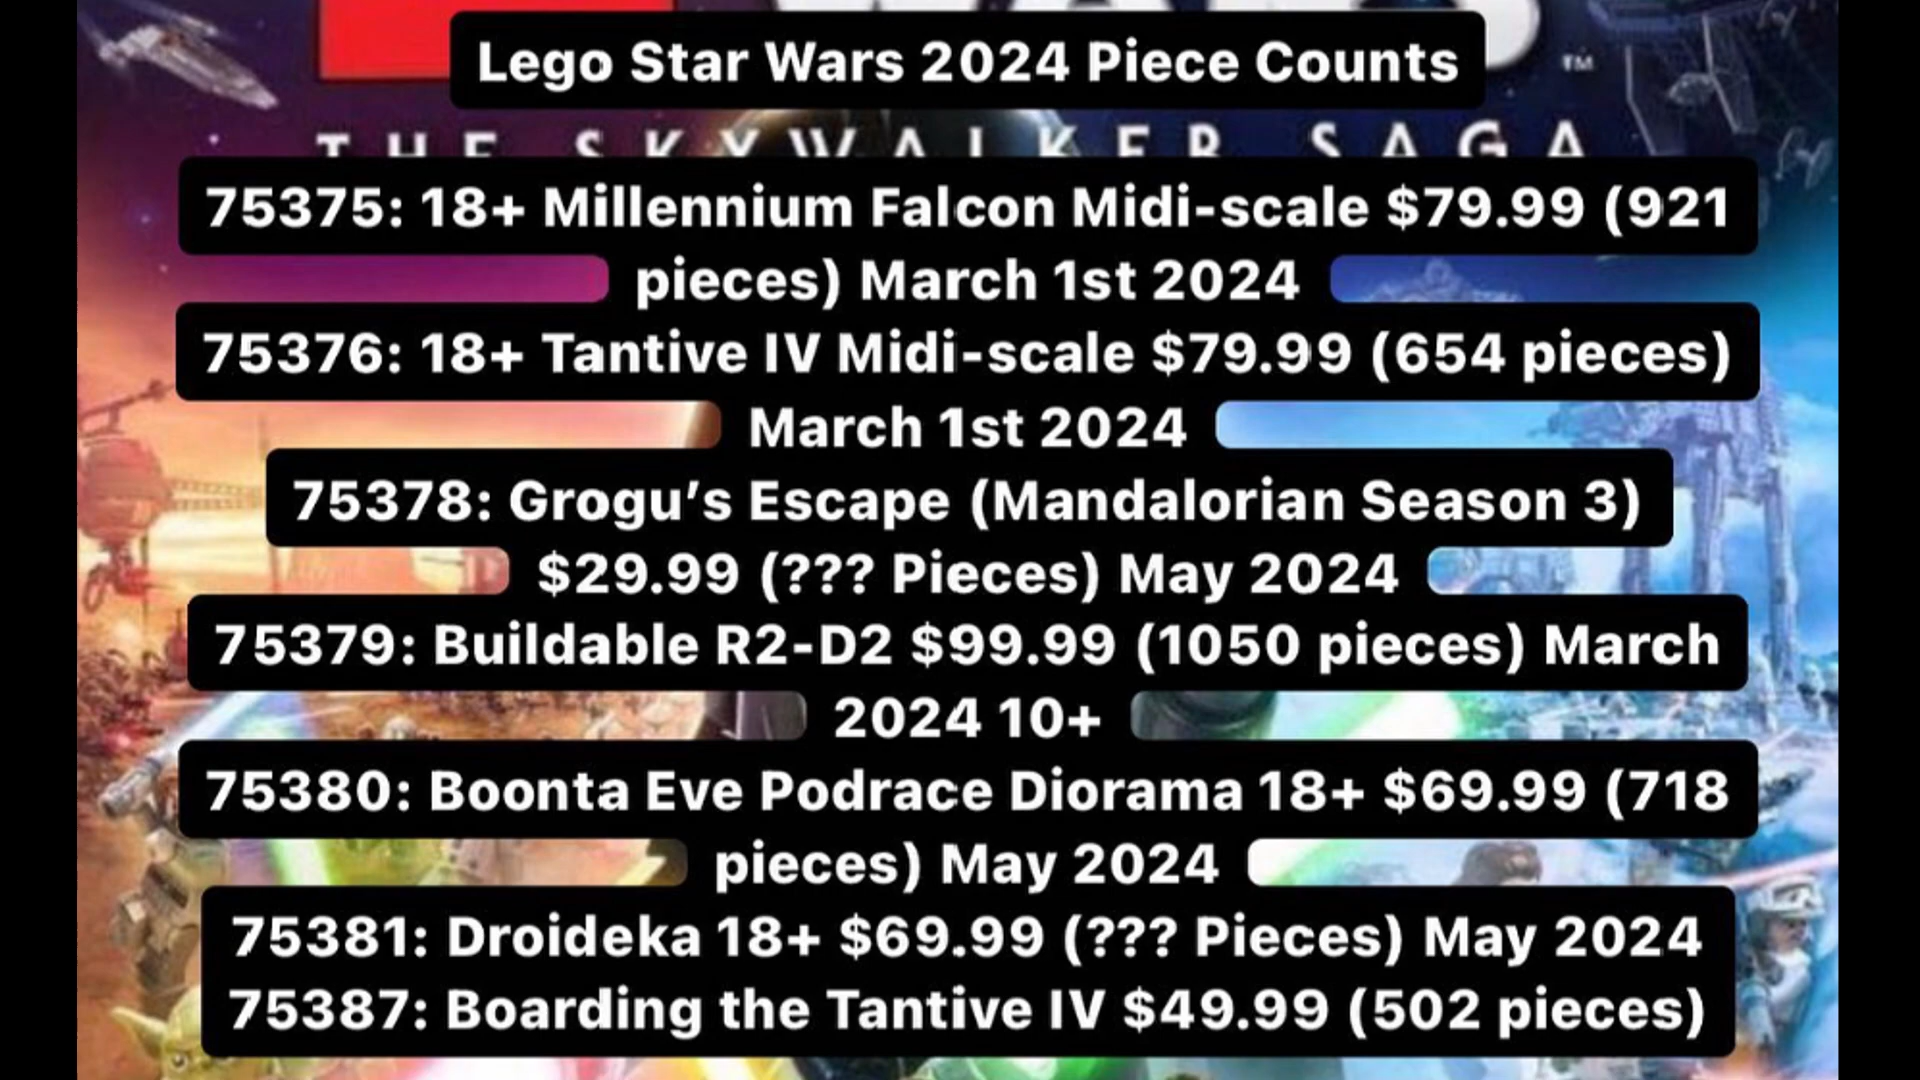 Lego Star Wars 2024 Piece Counts
TM
THE SKYWALKER SAGA
75375: 18+ Millennium Falcon Midi-scale $79.99 (921
pieces) March 1st 2024
75376: 18+ Tantive IV Midi-scale $79.99 (654 pieces)
March 1st 2024
75378: Grogu’s Escape (Mandalorian Season 3)
$29.99 (??? Pieces) May 2024
75379: Buildable R2-D2 $99.99 (1050 pieces) March
2024 10+
75380: Boonta Eve Podrace Diorama 18+ $69.99 (718
pieces) May 2024
75381: Droideka 18+ $69.99 (??? Pieces) May 2024
75387: Boarding the Tantive IV $49.99 (502 pieces)